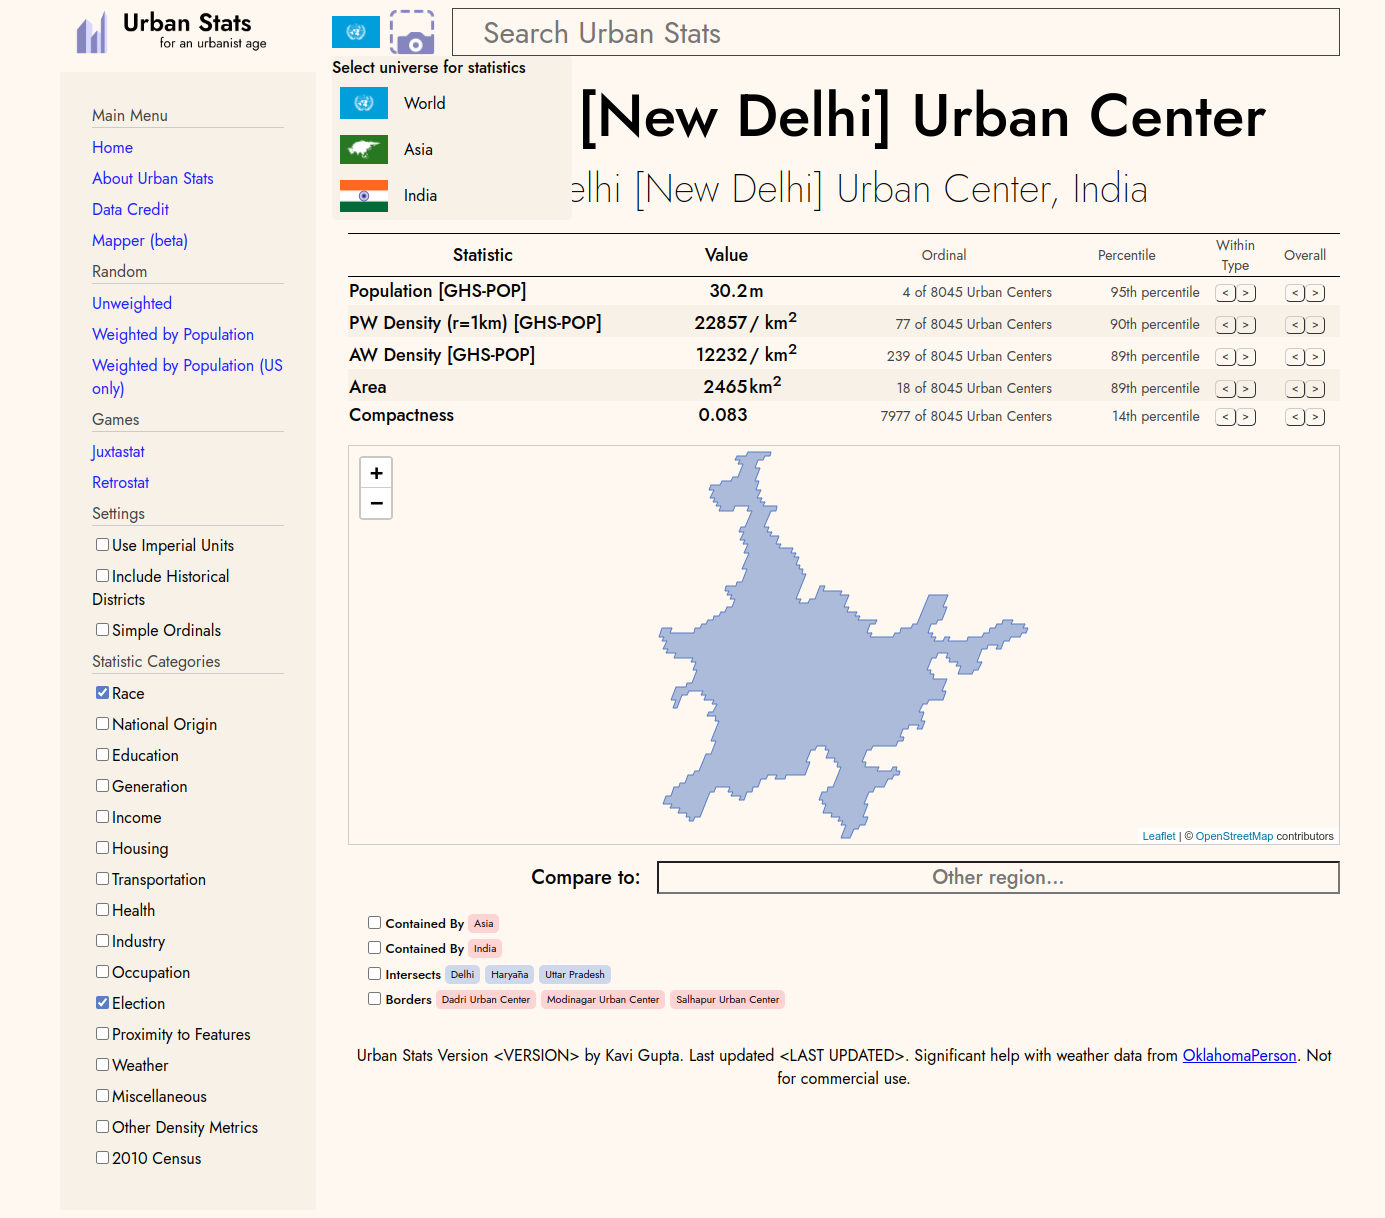 Urban Stats
for an urbanist age
Search Urban Stats
Select universe for statistics
World
Asia
India
[New Delhi] Urban Center
elhi [New Delhi] Urban Center, India
Main Menu
Home
About Urban Stats
Data Credit
Mapper (beta)
Random
Unweighted
Weighted by Population
Weighted by Population (US
only)
Games
Juxtastat
Retrostat
Settings
Use Imperial Units
Include Historical
Districts
Simple Ordinals
Statistic Categories
Race
National Origin
Education
Generation
Income
Housing
Transportation
Health
Industry
Occupation
Election
Proximity to Features
Weather
Miscellaneous
Other Density Metrics
2010 Census
Statistic Value Ordinal Percentile Within Type Overall
Population [GHS-POP] 30.2 m 4 of 8045 Urban Centers 95th percentile < > < >
PW Density (r=1km) [GHS-POP] 22857 / km² 77 of 8045 Urban Centers 90th percentile < > < >
AW Density [GHS-POP] 12232 / km² 239 of 8045 Urban Centers 89th percentile < > < >
Area 2465 km² 18 of 8045 Urban Centers 89th percentile < > < >
Compactness 0.083 7977 of 8045 Urban Centers 14th percentile < > < >
+
−
Leaflet | © OpenStreetMap contributors
Compare to: Other region...
Contained By Asia
Contained By India
Intersects Delhi Haryāna Uttar Pradesh
Borders Dadri Urban Center Modinagar Urban Center Salhapur Urban Center
Urban Stats Version <VERSION> by Kavi Gupta. Last updated <LAST UPDATED>. Significant help with weather data from OklahomaPerson. Not
for commercial use.